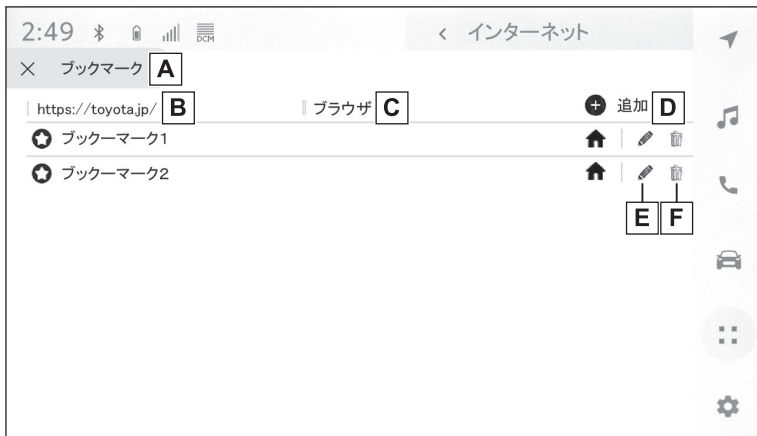 2:49 DCM < インターネット
× ブックマーク A
https://toyota.jp/ B ブラウザ C + 追加 D
ブックーマーク1
ブックーマーク2
E F